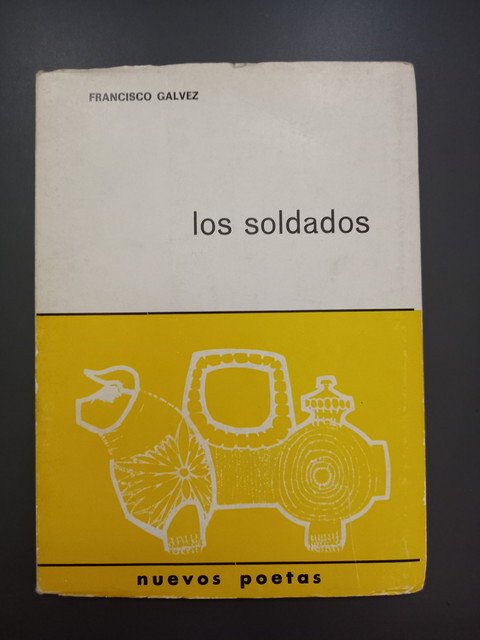 FRANCISCO GALVEZ
los soldados
nuevos poetas